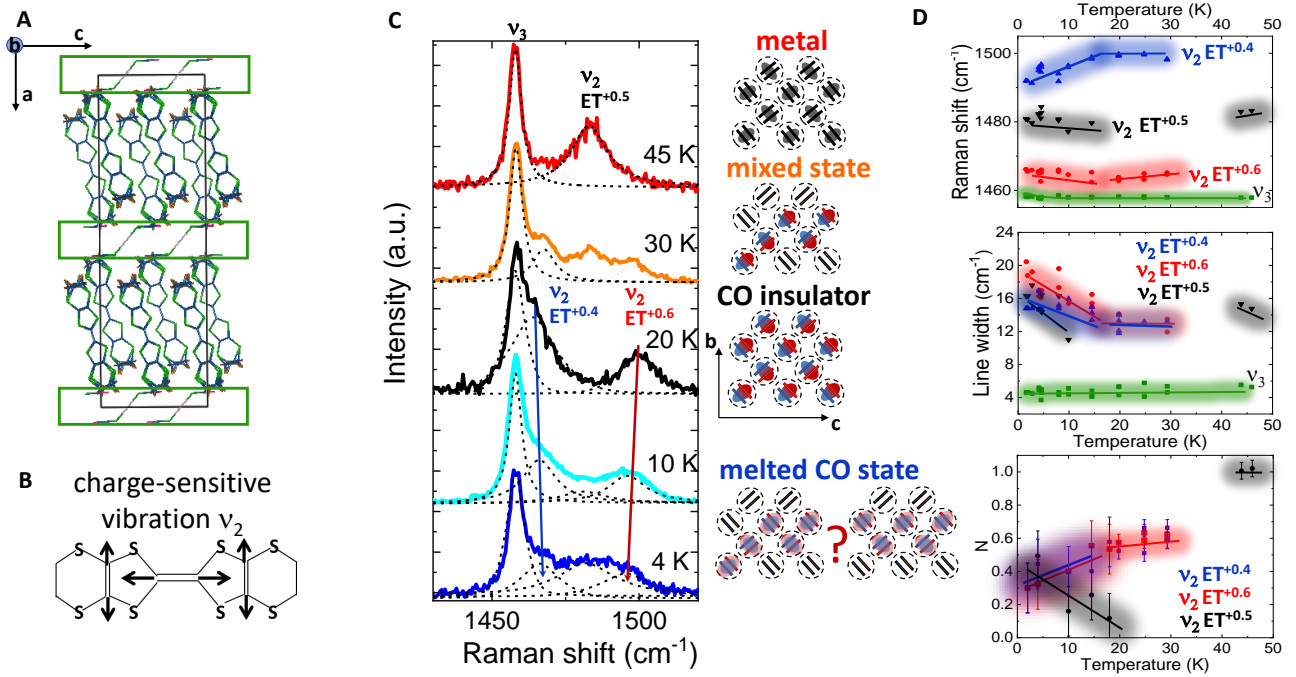 A
b
c
a
B
charge-sensitive
vibration ν2
S
S
S
S
S
S
S
S
C
ν3
ν2
ET+0.5
45 K
30 K
ν2
ET+0.4
ν2
ET+0.6
20 K
10 K
4 K
Intensity (a.u.)
1450
1500
Raman shift (cm-1)
metal
mixed state
CO insulator
b
c
melted CO state
?
D
Temperature (K)
0 10 20 30 40 50
1500
1480
1460
Raman shift (cm-1)
ν2 ET+0.4
ν2 ET+0.5
ν2 ET+0.6
ν3
24
20
16
12
8
4
Line width (cm-1)
ν2 ET+0.4
ν2 ET+0.6
ν2 ET+0.5
ν3
0 10 20 30 40 50
Temperature (K)
1.0
0.8
0.6
0.4
0.2
0.0
N
ν2 ET+0.4
ν2 ET+0.6
ν2 ET+0.5
0 10 20 30 40 50
Temperature (K)